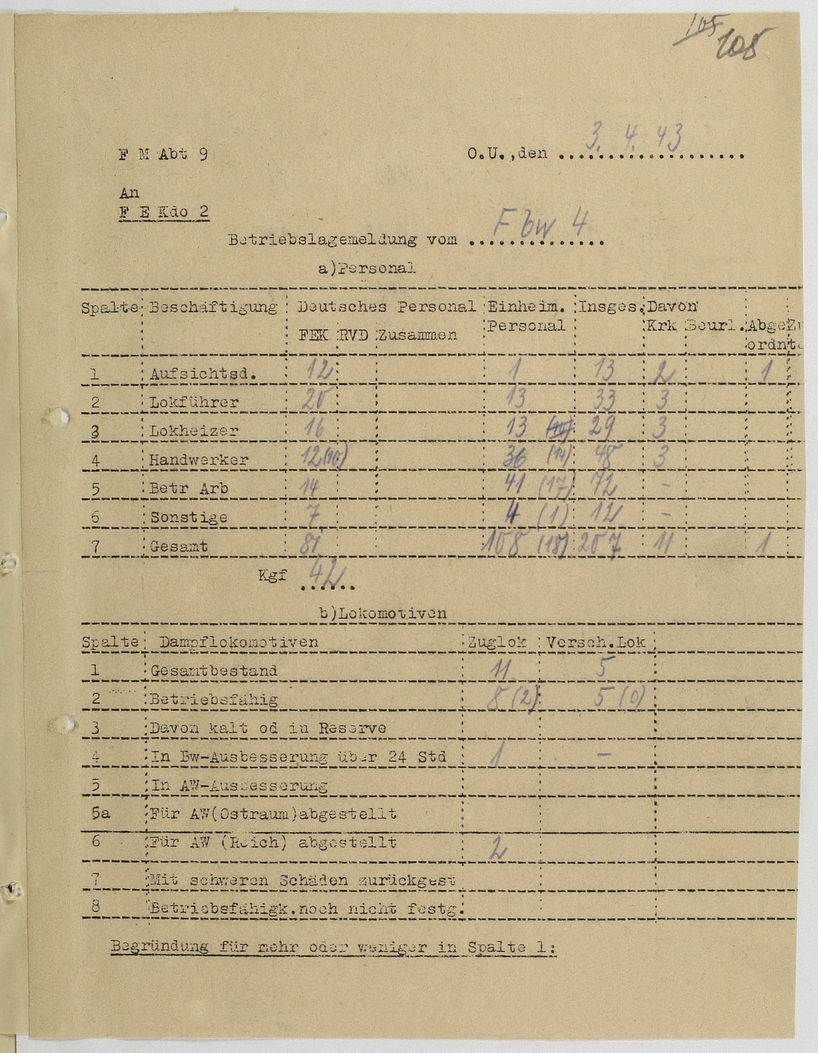 105 108
F M Abt 9 O.U.,den 3. 4. 43
An
F E Kdo 2
Betriebslagemeldung vom F bw 4
a)Personal
Spalte Beschäftigung Deutsches Personal Einheim. Insges. Davon
FEK RVD Zusammen Personal Krk Beurl. Abge Zu
ordnt.
1 Aufsichtsd. 12 1 13 2 1
2 Lokführer 20 13 33 3
3 Lokheizer 16 13 29 3
4 Handwerker 12(10) 36 (14) 48 3
5 Betr Arb 14 41 (17) 72 -
6 Sonstige 7 4 (1) 12 -
7 Gesamt 81 108 (18) 207 11 1
Kgf 42
b)Lokomotiven
Spalte Dampflokomotiven Zuglok Versch.Lok
1 Gesamtbestand 11 5
2 Betriebsfähig 8 (2) 5 (0)
3 Davon kalt od in Reserve
4 In Bw-Ausbesserung über 24 Std 1 -
5 In AW-Ausbesserung
5a Für AW(Ostraum)abgestellt
6 Für AW (Reich) abgestellt 2
7 Mit schweren Schäden zurückgest
8 Betriebsfähigk.noch nicht festg.
Begründung für mehr oder weniger in Spalte 1: